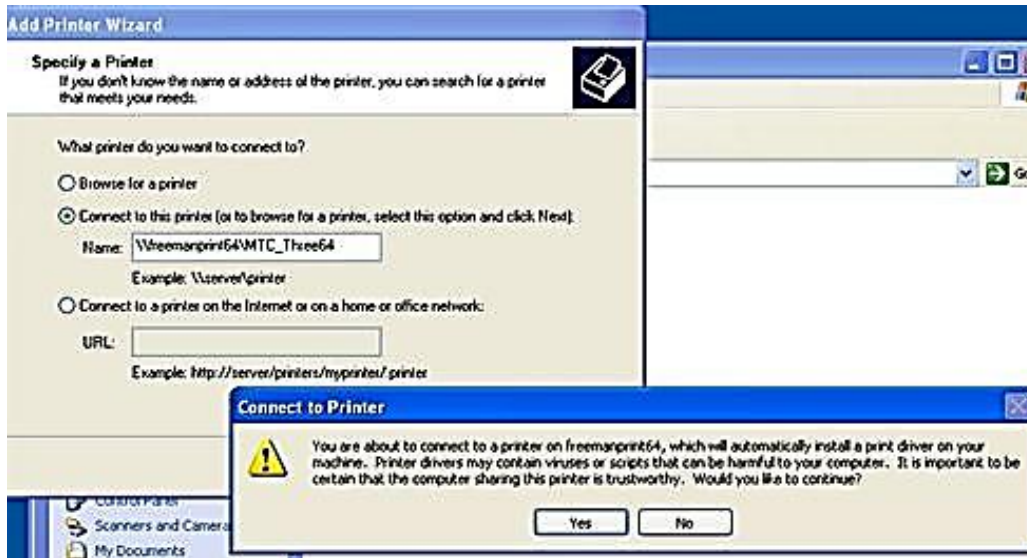 Add Printer Wizard
Specify a Printer
If you don't know the name or address of the printer, you can search for a printer
that meets your needs.
What printer do you want to connect to?
Browse for a printer
Connect to this printer (or to browse for a printer, select this option and click Next):
Name: \\freemanprint64\MTC_Three64
Example: \\server\printer
Connect to a printer on the Internet or on a home or office network:
URL:
Example: http://server/printers/myprinter/.printer
Connect to Printer
You are about to connect to a printer on freemanprint64, which will automatically install a print driver on your
machine. Printer drivers may contain viruses or scripts that can be harmful to your computer. It is important to be
certain that the computer sharing this printer is trustworthy. Would you like to continue?
Yes No
Control Panel
Scanners and Camera
My Documents